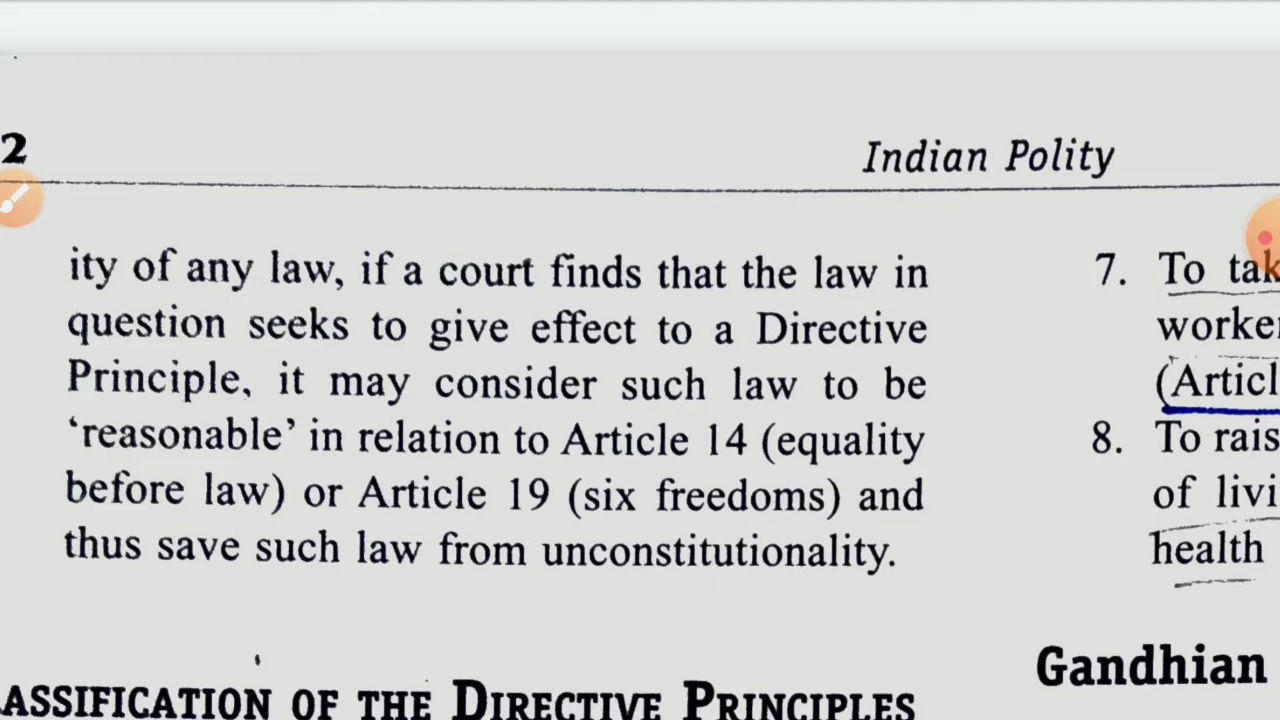 2
Indian Polity
ity of any law, if a court finds that the law in
question seeks to give effect to a Directive
Principle, it may consider such law to be
‘reasonable’ in relation to Article 14 (equality
before law) or Article 19 (six freedoms) and
thus save such law from unconstitutionality.
ASSIFICATION OF THE DIRECTIVE PRINCIPLES
7. To tak
worker
(Articl
8. To rais
of livi
health
Gandhian